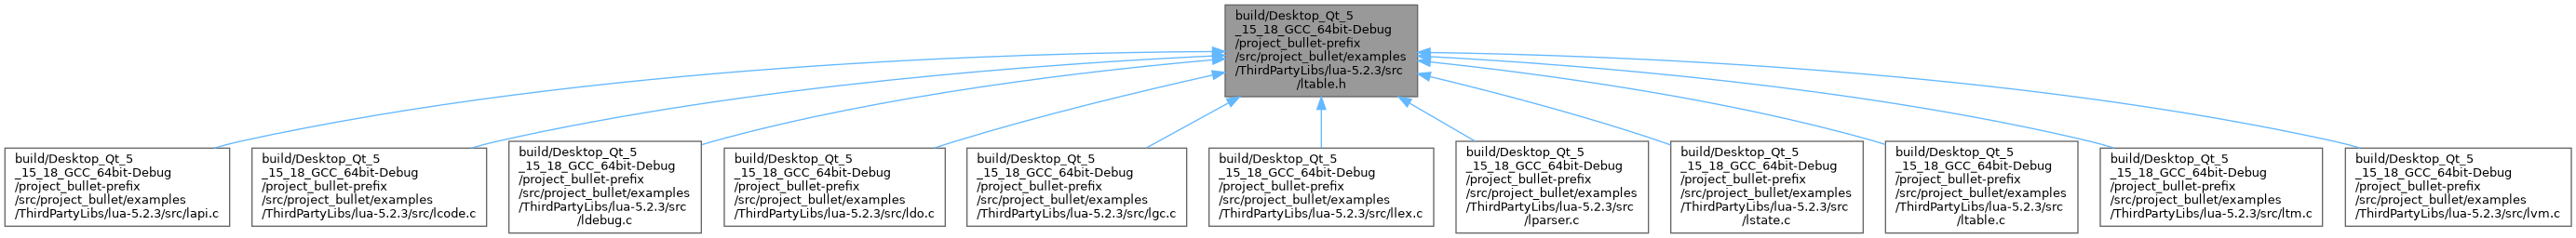 build/Desktop_Qt_5
_15_18_GCC_64bit-Debug
/project_bullet-prefix
/src/project_bullet/examples
/ThirdPartyLibs/lua-5.2.3/src
/ltable.h
build/Desktop_Qt_5
_15_18_GCC_64bit-Debug
/project_bullet-prefix
/src/project_bullet/examples
/ThirdPartyLibs/lua-5.2.3/src/lapi.c
build/Desktop_Qt_5
_15_18_GCC_64bit-Debug
/project_bullet-prefix
/src/project_bullet/examples
/ThirdPartyLibs/lua-5.2.3/src/lcode.c
build/Desktop_Qt_5
_15_18_GCC_64bit-Debug
/project_bullet-prefix
/src/project_bullet/examples
/ThirdPartyLibs/lua-5.2.3/src
/ldebug.c
build/Desktop_Qt_5
_15_18_GCC_64bit-Debug
/project_bullet-prefix
/src/project_bullet/examples
/ThirdPartyLibs/lua-5.2.3/src/ldo.c
build/Desktop_Qt_5
_15_18_GCC_64bit-Debug
/project_bullet-prefix
/src/project_bullet/examples
/ThirdPartyLibs/lua-5.2.3/src/lgc.c
build/Desktop_Qt_5
_15_18_GCC_64bit-Debug
/project_bullet-prefix
/src/project_bullet/examples
/ThirdPartyLibs/lua-5.2.3/src/llex.c
build/Desktop_Qt_5
_15_18_GCC_64bit-Debug
/project_bullet-prefix
/src/project_bullet/examples
/ThirdPartyLibs/lua-5.2.3/src
/lparser.c
build/Desktop_Qt_5
_15_18_GCC_64bit-Debug
/project_bullet-prefix
/src/project_bullet/examples
/ThirdPartyLibs/lua-5.2.3/src
/lstate.c
build/Desktop_Qt_5
_15_18_GCC_64bit-Debug
/project_bullet-prefix
/src/project_bullet/examples
/ThirdPartyLibs/lua-5.2.3/src
/ltable.c
build/Desktop_Qt_5
_15_18_GCC_64bit-Debug
/project_bullet-prefix
/src/project_bullet/examples
/ThirdPartyLibs/lua-5.2.3/src/ltm.c
build/Desktop_Qt_5
_15_18_GCC_64bit-Debug
/project_bullet-prefix
/src/project_bullet/examples
/ThirdPartyLibs/lua-5.2.3/src/lvm.c